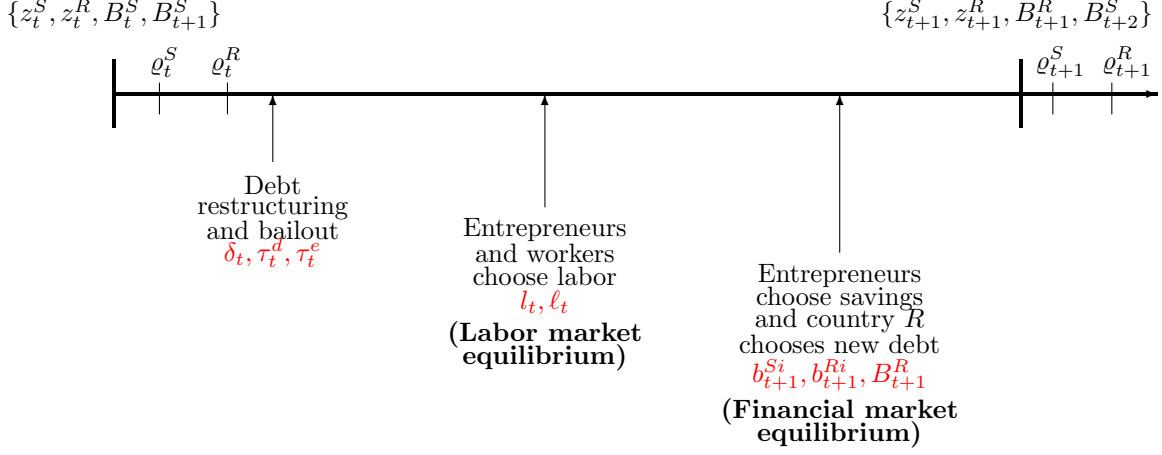 {z_t^S, z_t^R, B_t^S, B_{t+1}^S}
{z_{t+1}^S, z_{t+1}^R, B_{t+1}^R, B_{t+2}^S}
ϱ_t^S
ϱ_t^R
ϱ_{t+1}^S
ϱ_{t+1}^R
Debt
restructuring
and bailout
δ_t, τ_t^d, τ_t^e
Entrepreneurs
and workers
choose labor
l_t, ℓ_t
(Labor market
equilibrium)
Entrepreneurs
choose savings
and country R
chooses new debt
b_{t+1}^{Si}, b_{t+1}^{Ri}, B_{t+1}^R
(Financial market
equilibrium)